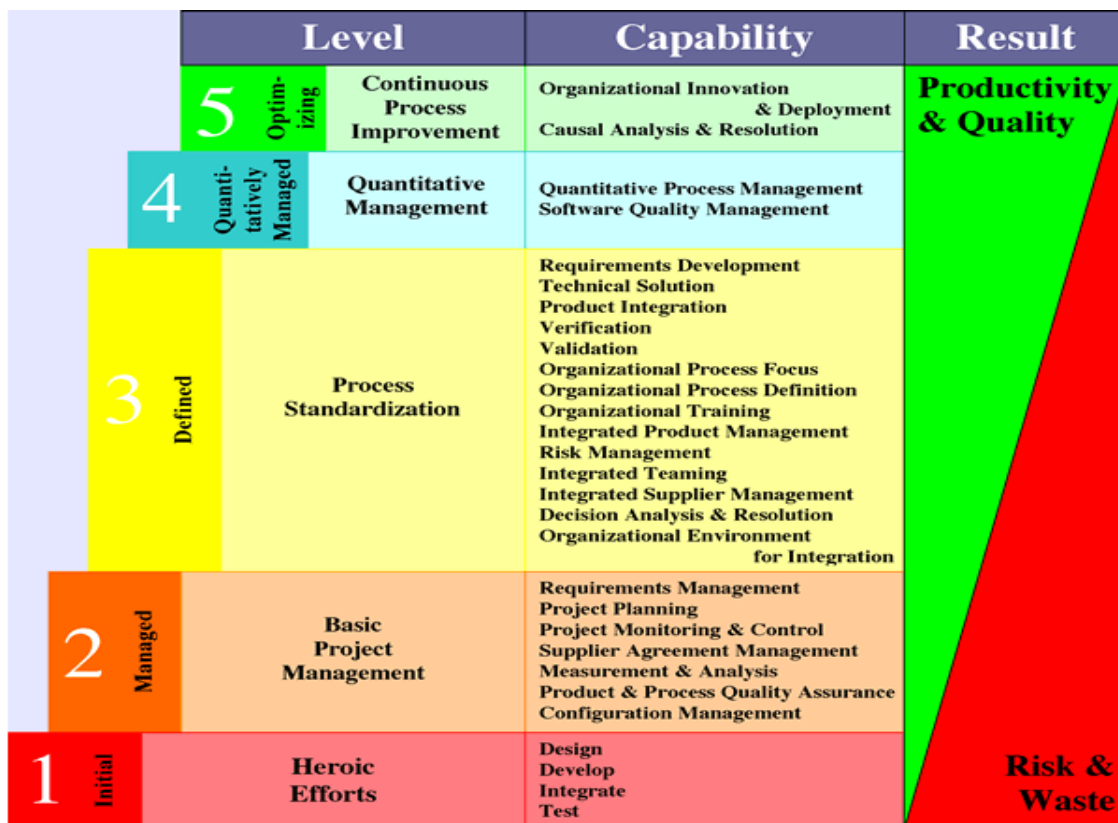 Level
Capability
Result
5
Optim-
izing
Continuous
Process
Improvement
Organizational Innovation
& Deployment
Causal Analysis & Resolution
Productivity
& Quality
4
Quanti-
tatively
Managed
Quantitative
Management
Quantitative Process Management
Software Quality Management
3
Defined
Process
Standardization
Requirements Development
Technical Solution
Product Integration
Verification
Validation
Organizational Process Focus
Organizational Process Definition
Organizational Training
Integrated Product Management
Risk Management
Integrated Teaming
Integrated Supplier Management
Decision Analysis & Resolution
Organizational Environment
for Integration
2
Managed
Basic
Project
Management
Requirements Management
Project Planning
Project Monitoring & Control
Supplier Agreement Management
Measurement & Analysis
Product & Process Quality Assurance
Configuration Management
1
Initial
Heroic
Efforts
Design
Develop
Integrate
Test
Risk &
Waste